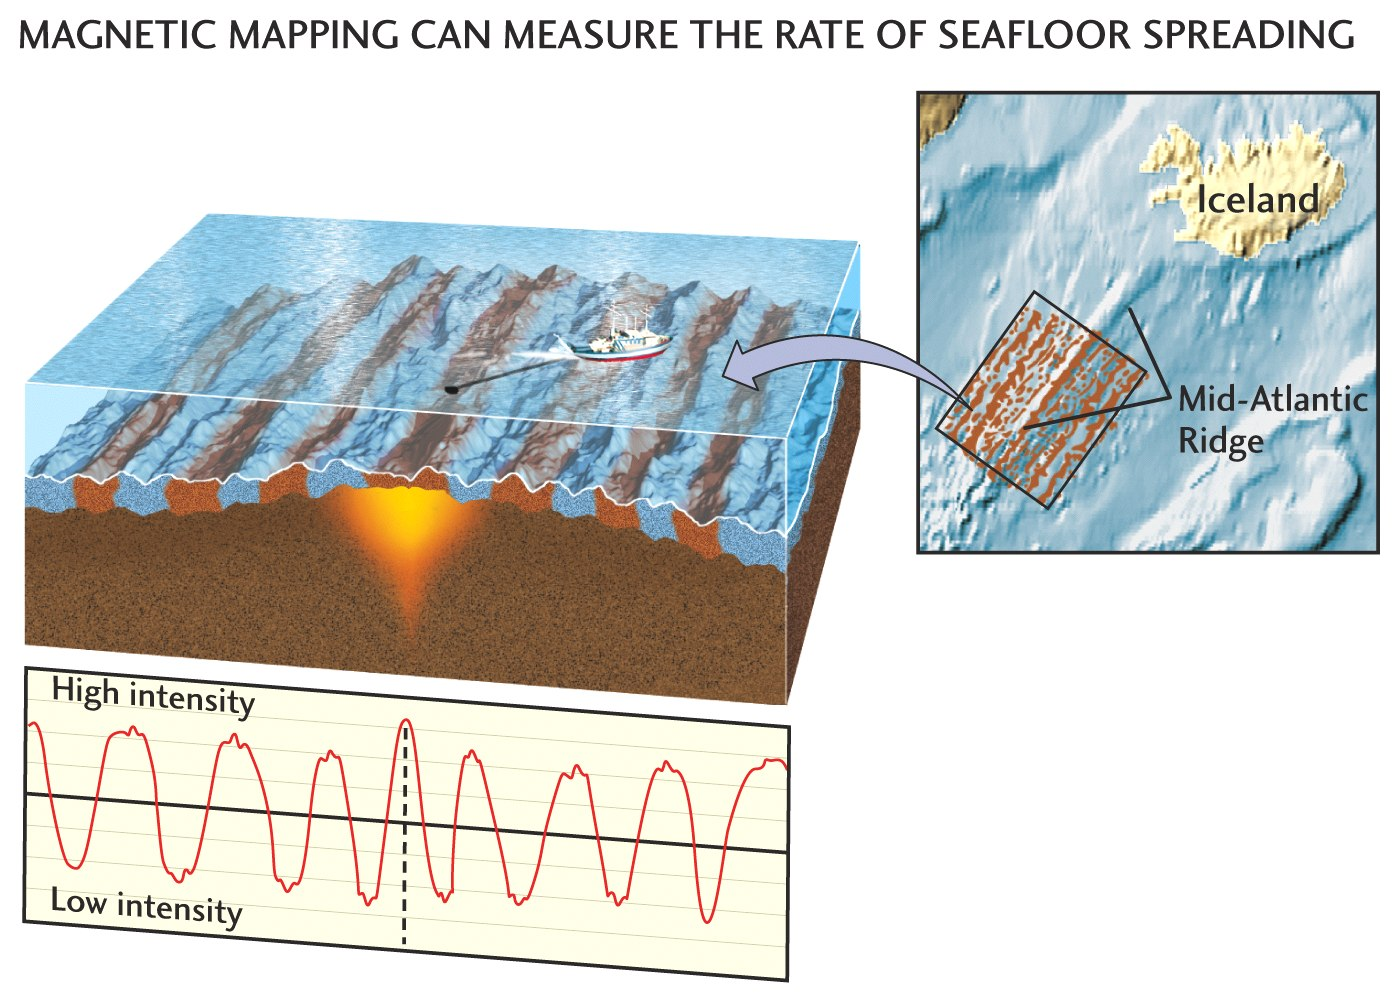 MAGNETIC MAPPING CAN MEASURE THE RATE OF SEAFLOOR SPREADING
Iceland
Mid-Atlantic
Ridge
High intensity
Low intensity